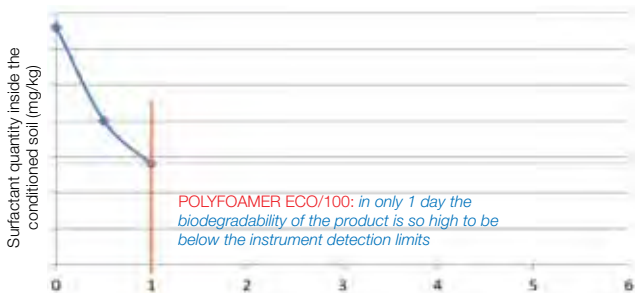 Surfactant quantity inside the
conditioned soil (mg/kg)
POLYFOAMER ECO/100: in only 1 day the
biodegradability of the product is so high to be
below the instrument detection limits
0 1 2 3 4 5 6